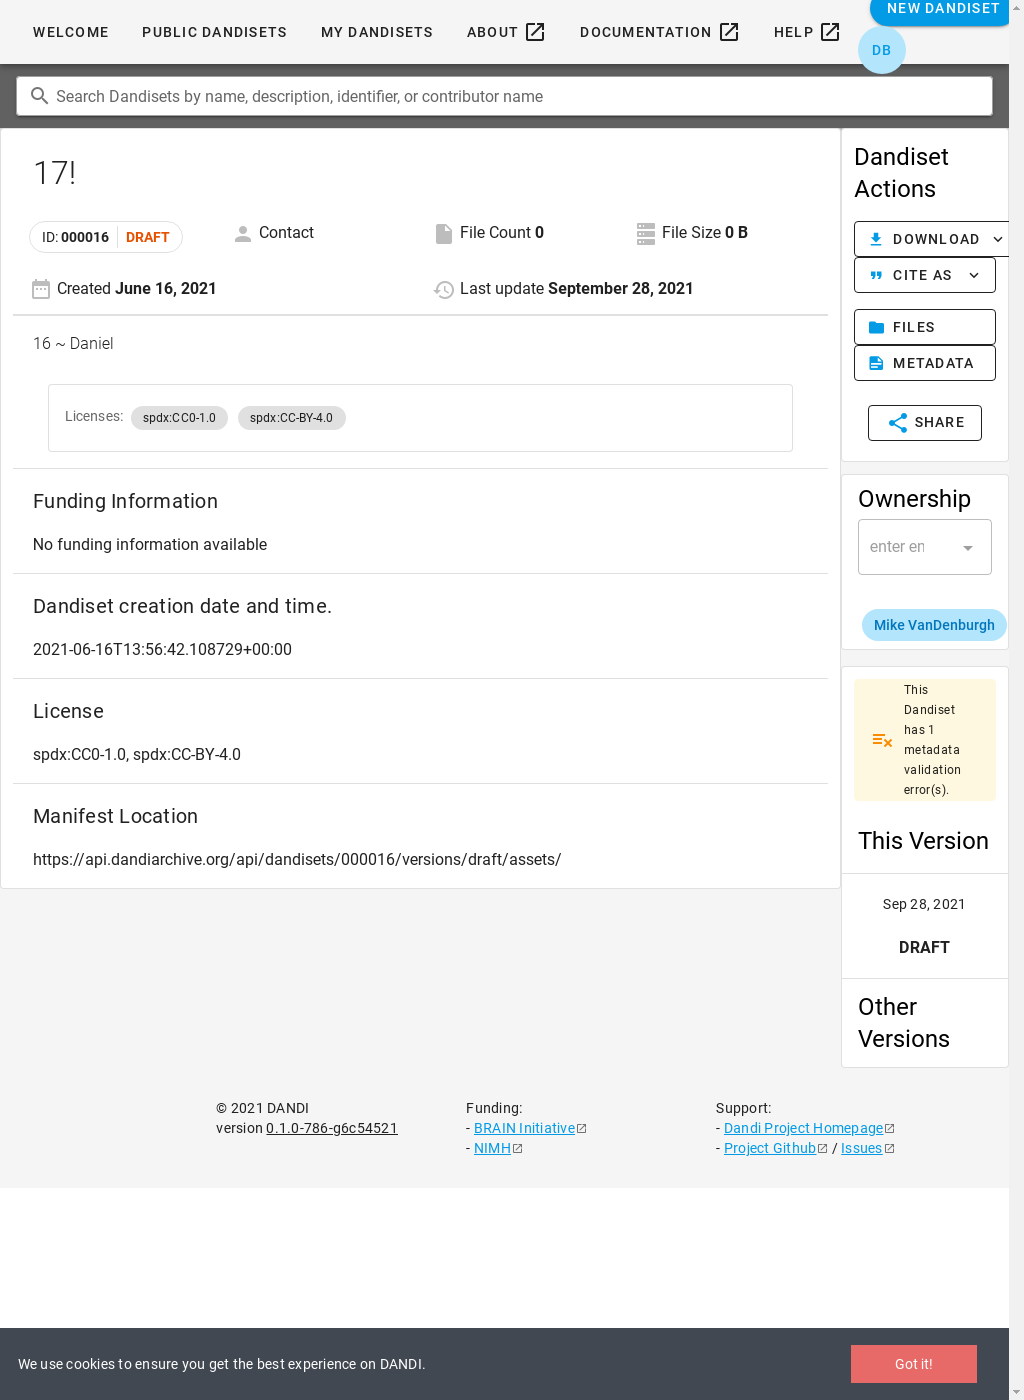 WELCOME PUBLIC DANDISETS MY DANDISETS ABOUT DOCUMENTATION HELP NEW DANDISET
DB
Search Dandisets by name, description, identifier, or contributor name
17!
ID: 000016 DRAFT
Contact
File Count 0
File Size 0 B
Created June 16, 2021
Last update September 28, 2021
16 ~ Daniel
Licenses: spdx:CC0-1.0 spdx:CC-BY-4.0
Funding Information
No funding information available
Dandiset creation date and time.
2021-06-16T13:56:42.108729+00:00
License
spdx:CC0-1.0, spdx:CC-BY-4.0
Manifest Location
https://api.dandiarchive.org/api/dandisets/000016/versions/draft/assets/
Dandiset
Actions
DOWNLOAD
CITE AS
FILES
METADATA
SHARE
Ownership
enter en
Mike VanDenburgh
This
Dandiset
has 1
metadata
validation
error(s).
This Version
Sep 28, 2021
DRAFT
Other
Versions
© 2021 DANDI
version 0.1.0-786-g6c54521
Funding:
- BRAIN Initiative
- NIMH
Support:
- Dandi Project Homepage
- Project Github / Issues
We use cookies to ensure you get the best experience on DANDI.
Got it!